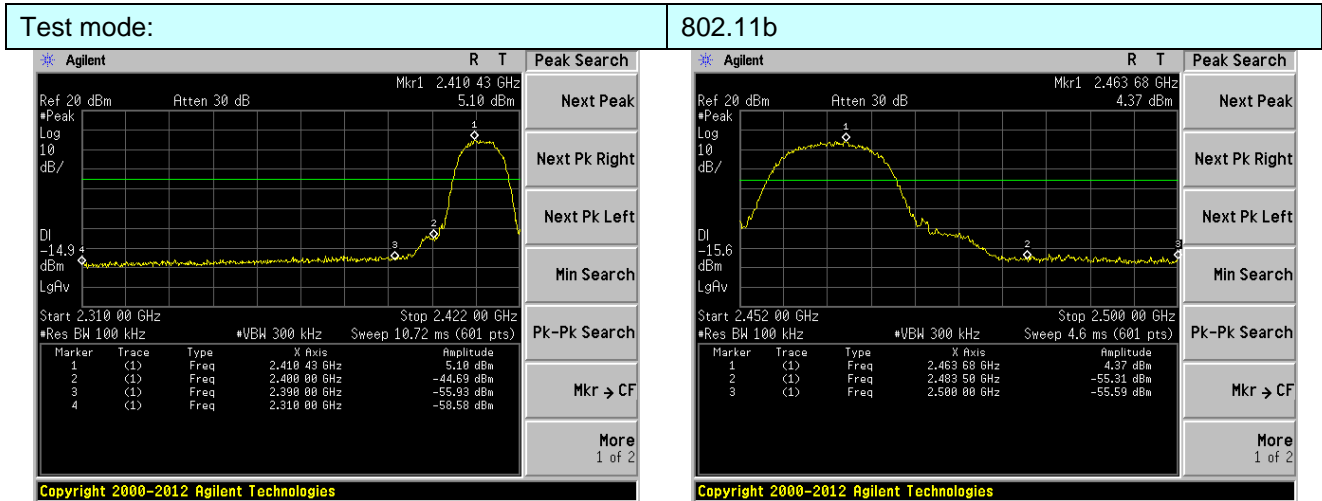 Test mode: 802.11b
Agilent R T Peak Search
Mkr1 2.410 43 GHz
Ref 20 dBm Atten 30 dB 5.10 dBm
#Peak
Log
10
dB/
DI
-14.9
dBm
LgAv
1
2
3
4
Start 2.310 00 GHz Stop 2.422 00 GHz
#Res BW 100 kHz #VBW 300 kHz Sweep 10.72 ms (601 pts)
Marker Trace Type X Axis Amplitude
1 (1) Freq 2.410 43 GHz 5.10 dBm
2 (1) Freq 2.400 00 GHz -44.69 dBm
3 (1) Freq 2.390 00 GHz -55.93 dBm
4 (1) Freq 2.310 00 GHz -58.58 dBm
Next Peak
Next Pk Right
Next Pk Left
Min Search
Pk-Pk Search
Mkr → CF
More
1 of 2
Copyright 2000-2012 Agilent Technologies
Agilent R T Peak Search
Mkr1 2.463 68 GHz
Ref 20 dBm Atten 30 dB 4.37 dBm
#Peak
Log
10
dB/
DI
-15.6
dBm
LgAv
1
2
3
Start 2.452 00 GHz Stop 2.500 00 GHz
#Res BW 100 kHz #VBW 300 kHz Sweep 4.6 ms (601 pts)
Marker Trace Type X Axis Amplitude
1 (1) Freq 2.463 68 GHz 4.37 dBm
2 (1) Freq 2.483 50 GHz -55.31 dBm
3 (1) Freq 2.500 00 GHz -55.59 dBm
Next Peak
Next Pk Right
Next Pk Left
Min Search
Pk-Pk Search
Mkr → CF
More
1 of 2
Copyright 2000-2012 Agilent Technologies